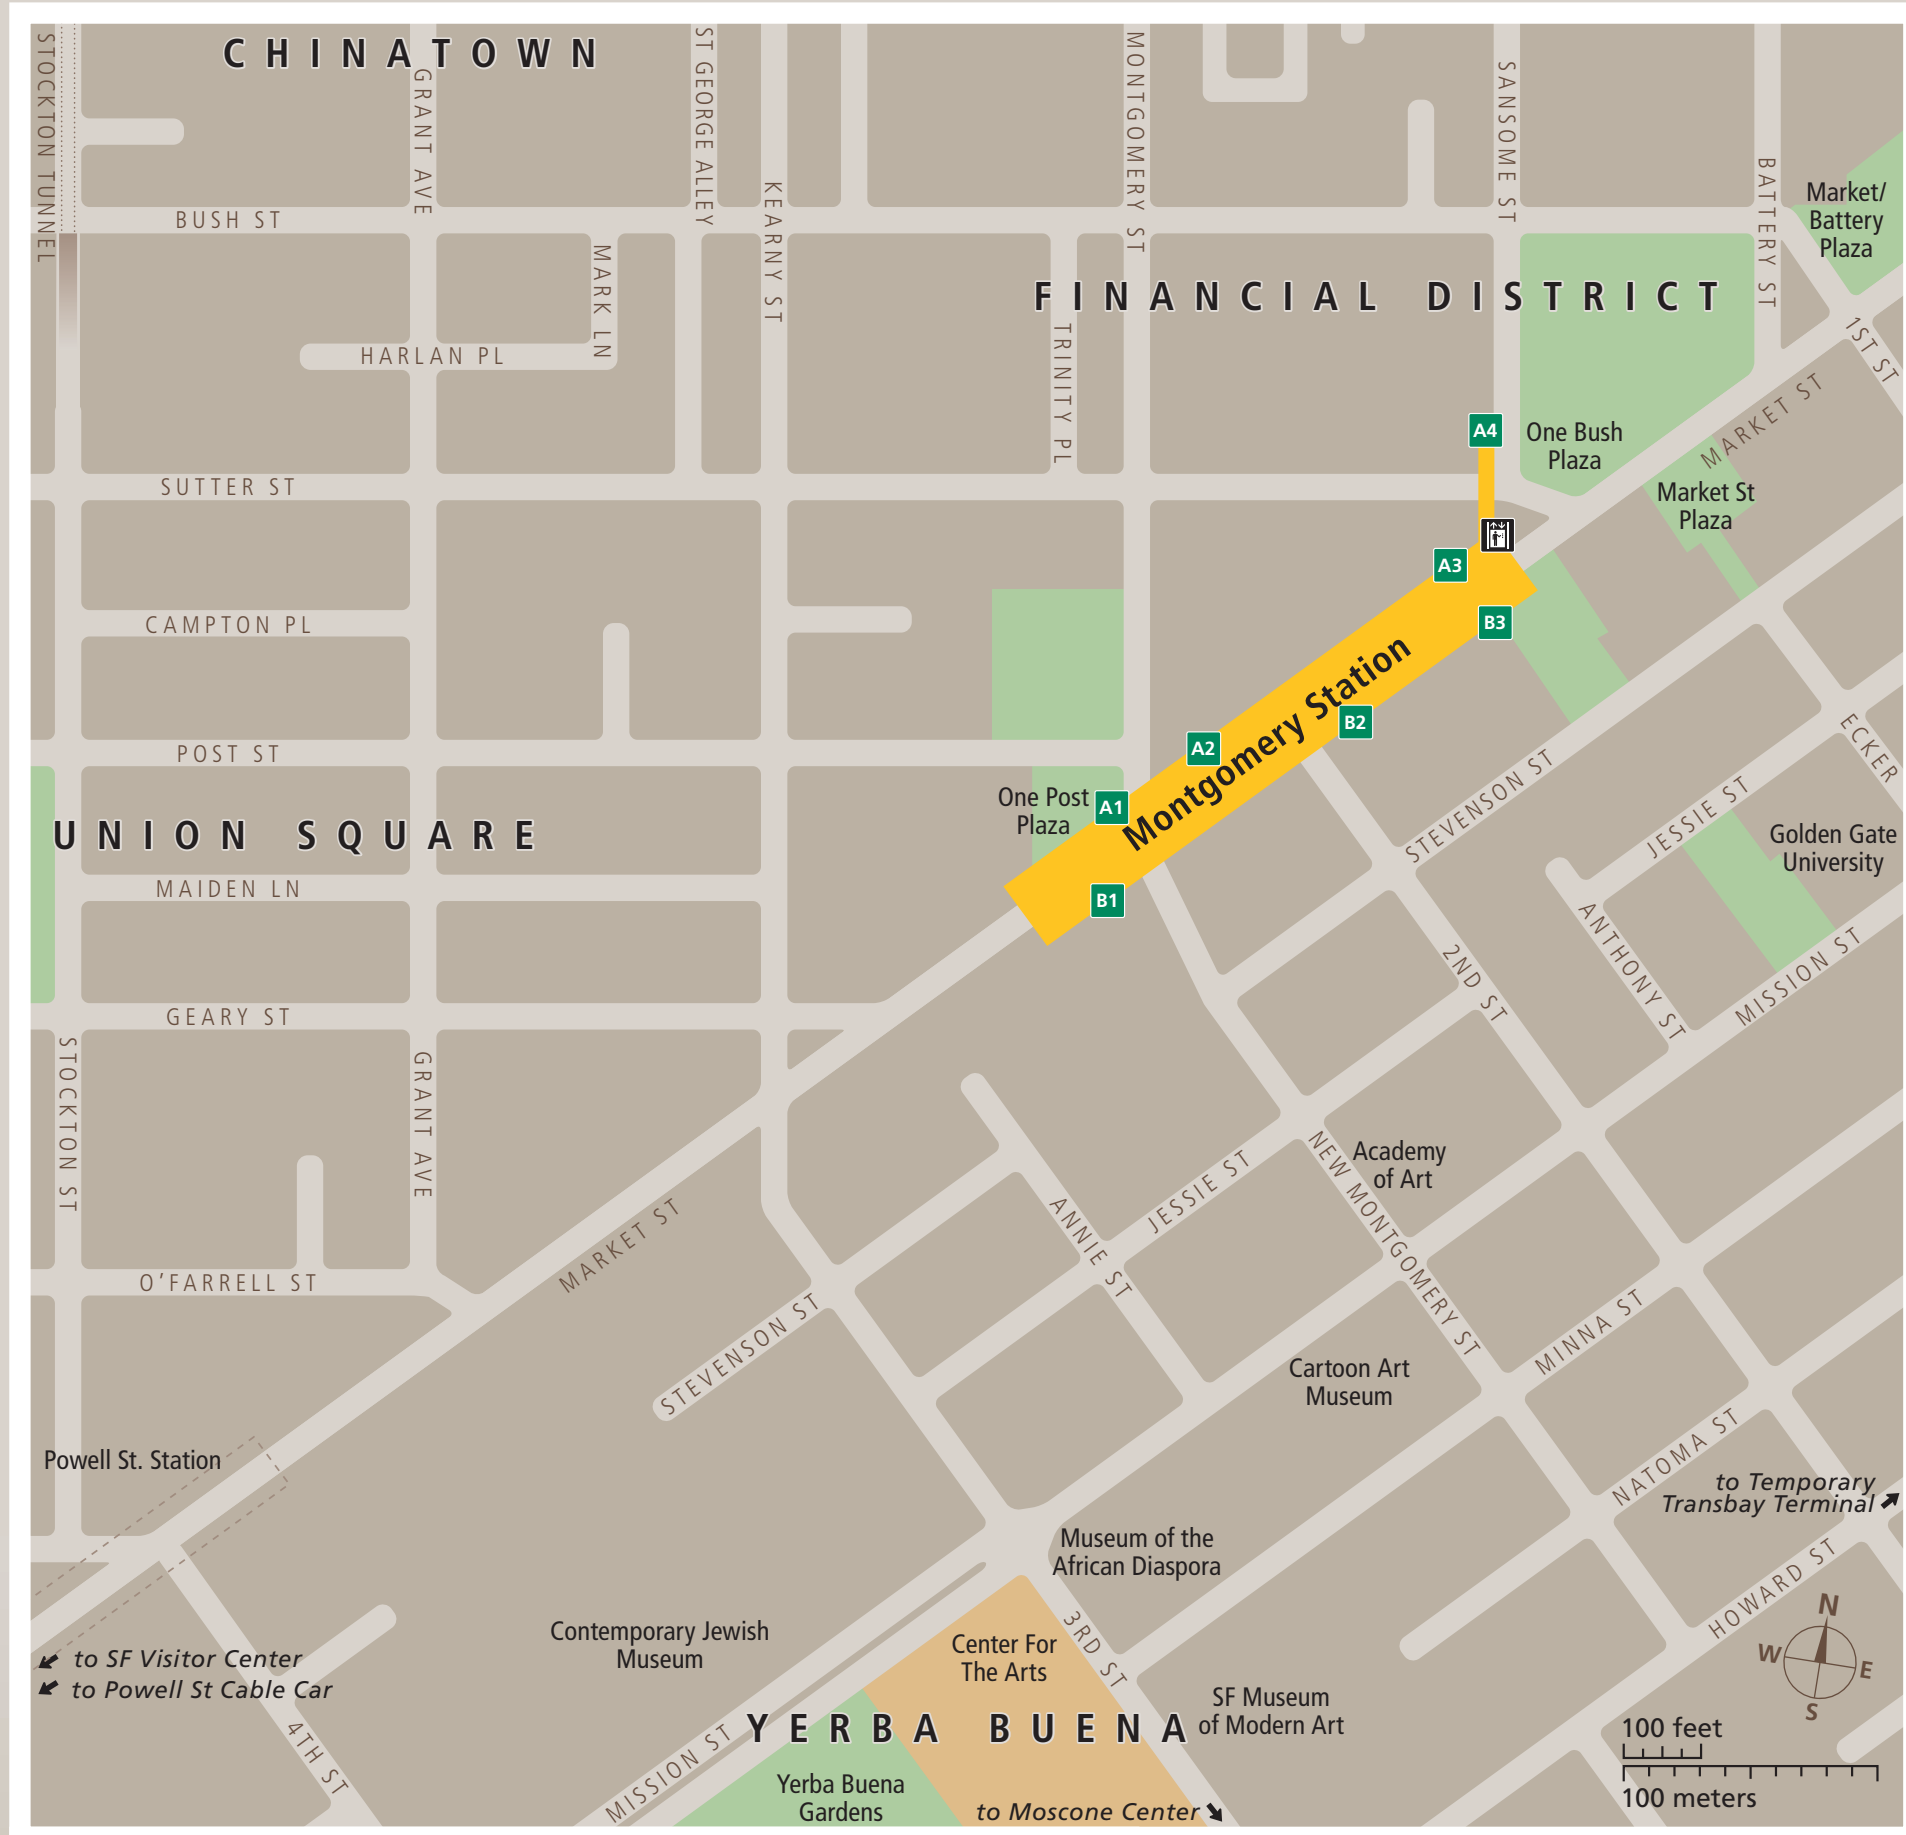 CHINATOWN
STOCKTON TUNNEL
GRANT AVE
ST GEORGE ALLEY
KEARNY ST
MONTGOMERY ST
SANSOME ST
BATTERY ST
Market/
Battery
Plaza
BUSH ST
MARK LN
HARLAN PL
FINANCIAL DISTRICT
TRINITY PL
1ST ST
MARKET ST
A4
One Bush
Plaza
Market St
Plaza
SUTTER ST
A3
B3
CAMPTON PL
Montgomery Station
B2
A2
POST ST
One Post
Plaza
A1
B1
UNION SQUARE
MAIDEN LN
ECKER
STEVENSON ST
JESSIE ST
Golden Gate
University
ANTHONY ST
2ND ST
MISSION ST
GEARY ST
STOCKTON ST
GRANT AVE
MARKET ST
O'FARRELL ST
STEVENSON ST
ANNIE ST
JESSIE ST
NEW MONTGOMERY ST
Academy
of Art
MINNA ST
Cartoon Art
Museum
NATOMA ST
to Temporary
Transbay Terminal
Powell St. Station
Museum of the
African Diaspora
HOWARD ST
Contemporary Jewish
Museum
Center For
The Arts
3RD ST
to SF Visitor Center
to Powell St Cable Car
4TH ST
MISSION ST
YERBA BUENA
SF Museum
of Modern Art
Yerba Buena
Gardens
to Moscone Center
N
W
E
S
100 feet
100 meters